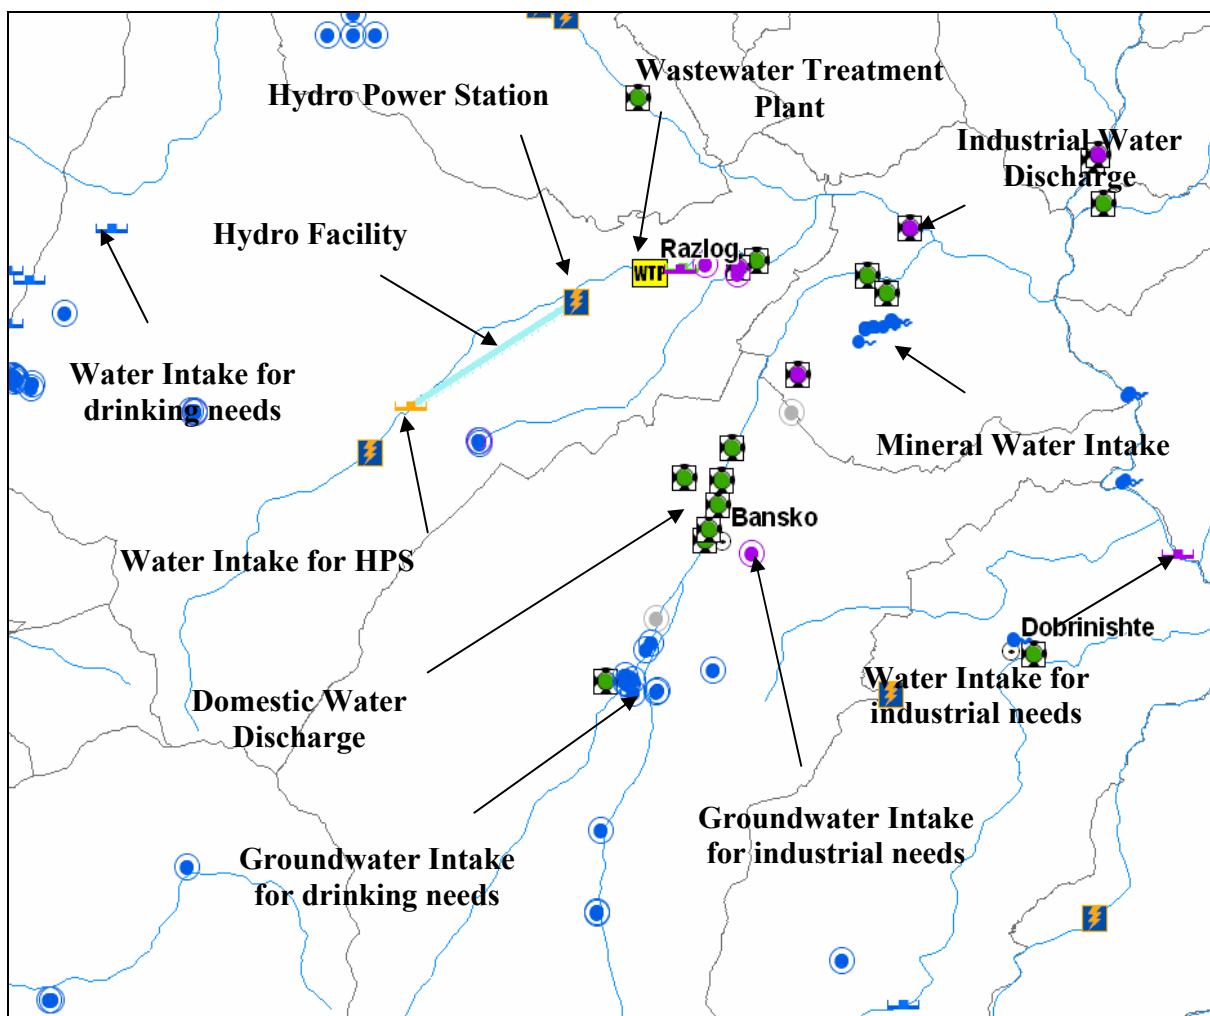 Wastewater Treatment
Plant
Hydro Power Station
Industrial Water
Discharge
Hydro Facility
Razlog
WTP
Water Intake for
drinking needs
Mineral Water Intake
Bansko
Water Intake for HPS
Dobrinishte
Water Intake for
industrial needs
Domestic Water
Discharge
Groundwater Intake
for industrial needs
Groundwater Intake
for drinking needs